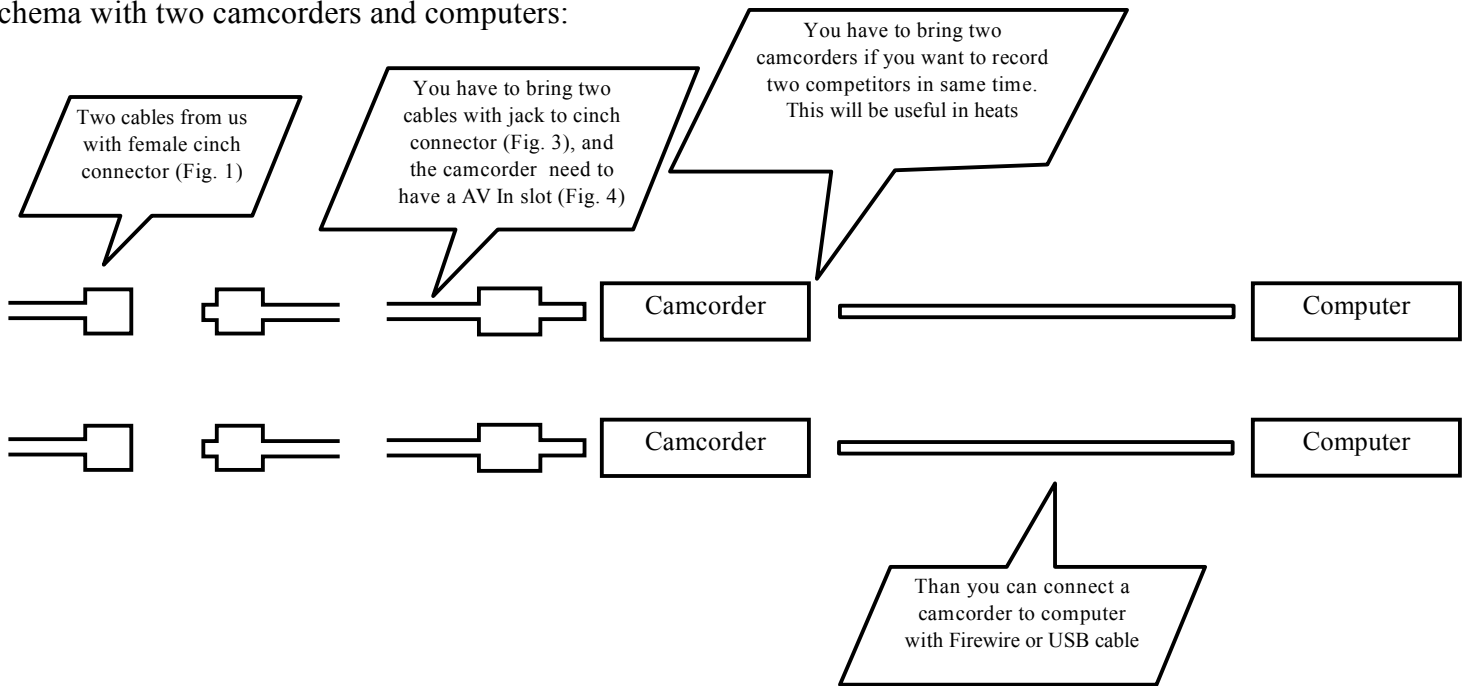 chema with two camcorders and computers:
Two cables from us
with female cinch
connector (Fig. 1)
You have to bring two
cables with jack to cinch
connector (Fig. 3), and
the camcorder need to
have a AV In slot (Fig. 4)
You have to bring two
camcorders if you want to record
two competitors in same time.
This will be useful in heats
Camcorder
Computer
Camcorder
Computer
Than you can connect a
camcorder to computer
with Firewire or USB cable